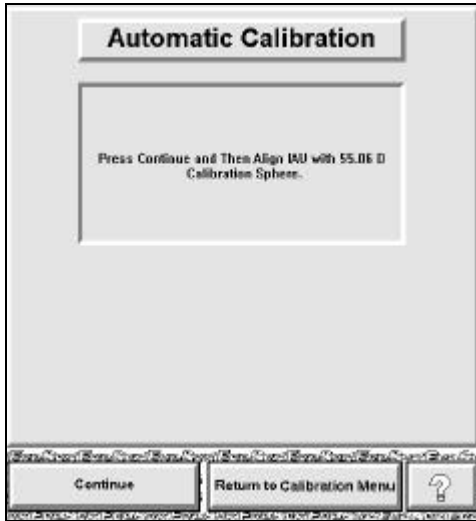 Automatic Calibration
Press Continue and Then Align IAU with 55.06 D
Calibration Sphere.
Continue
Return to Calibration Menu
?